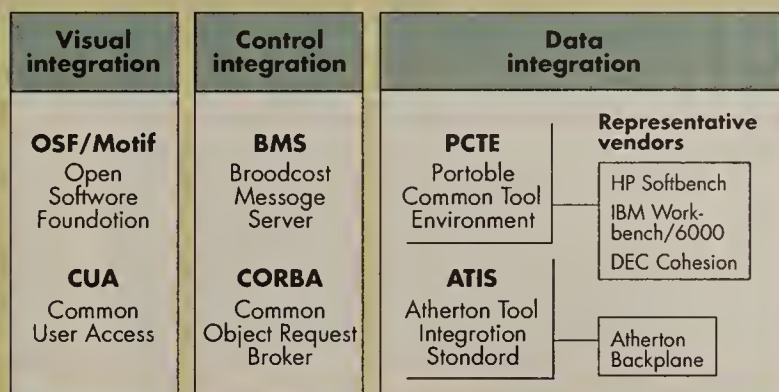 Visual
integration
OSF/Motif
Open
Softwore
Foundotion
CUA
Common
User Access
Control
integration
BMS
Broodcost
Messoge
Server
CORBA
Common
Object Request
Broker
Data
integration
PCTE
Portoble
Common Tool
Environment
ATIS
Atherton Tool
Integrotion
Stondord
Representative
vendors
HP Softbench
IBM Work-
bench/6000
DEC Cohesion
Atherton
Backplane